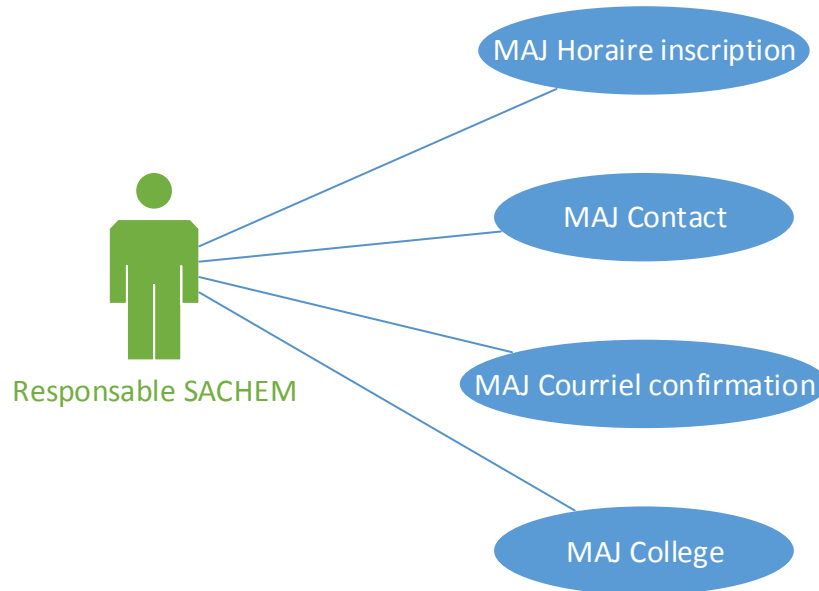 MAJ Horaire inscription
MAJ Contact
MAJ Courriel confirmation
Responsable SACHEM
MAJ College